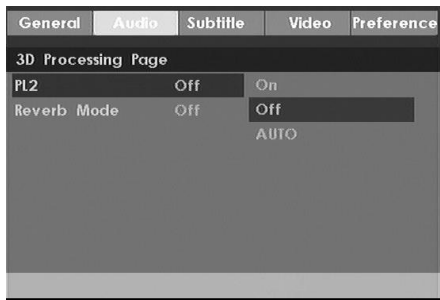 General Audio Subtitle Video Preference
3D Processing Page
PL2 Off On
Reverb Mode Off Off
AUTO